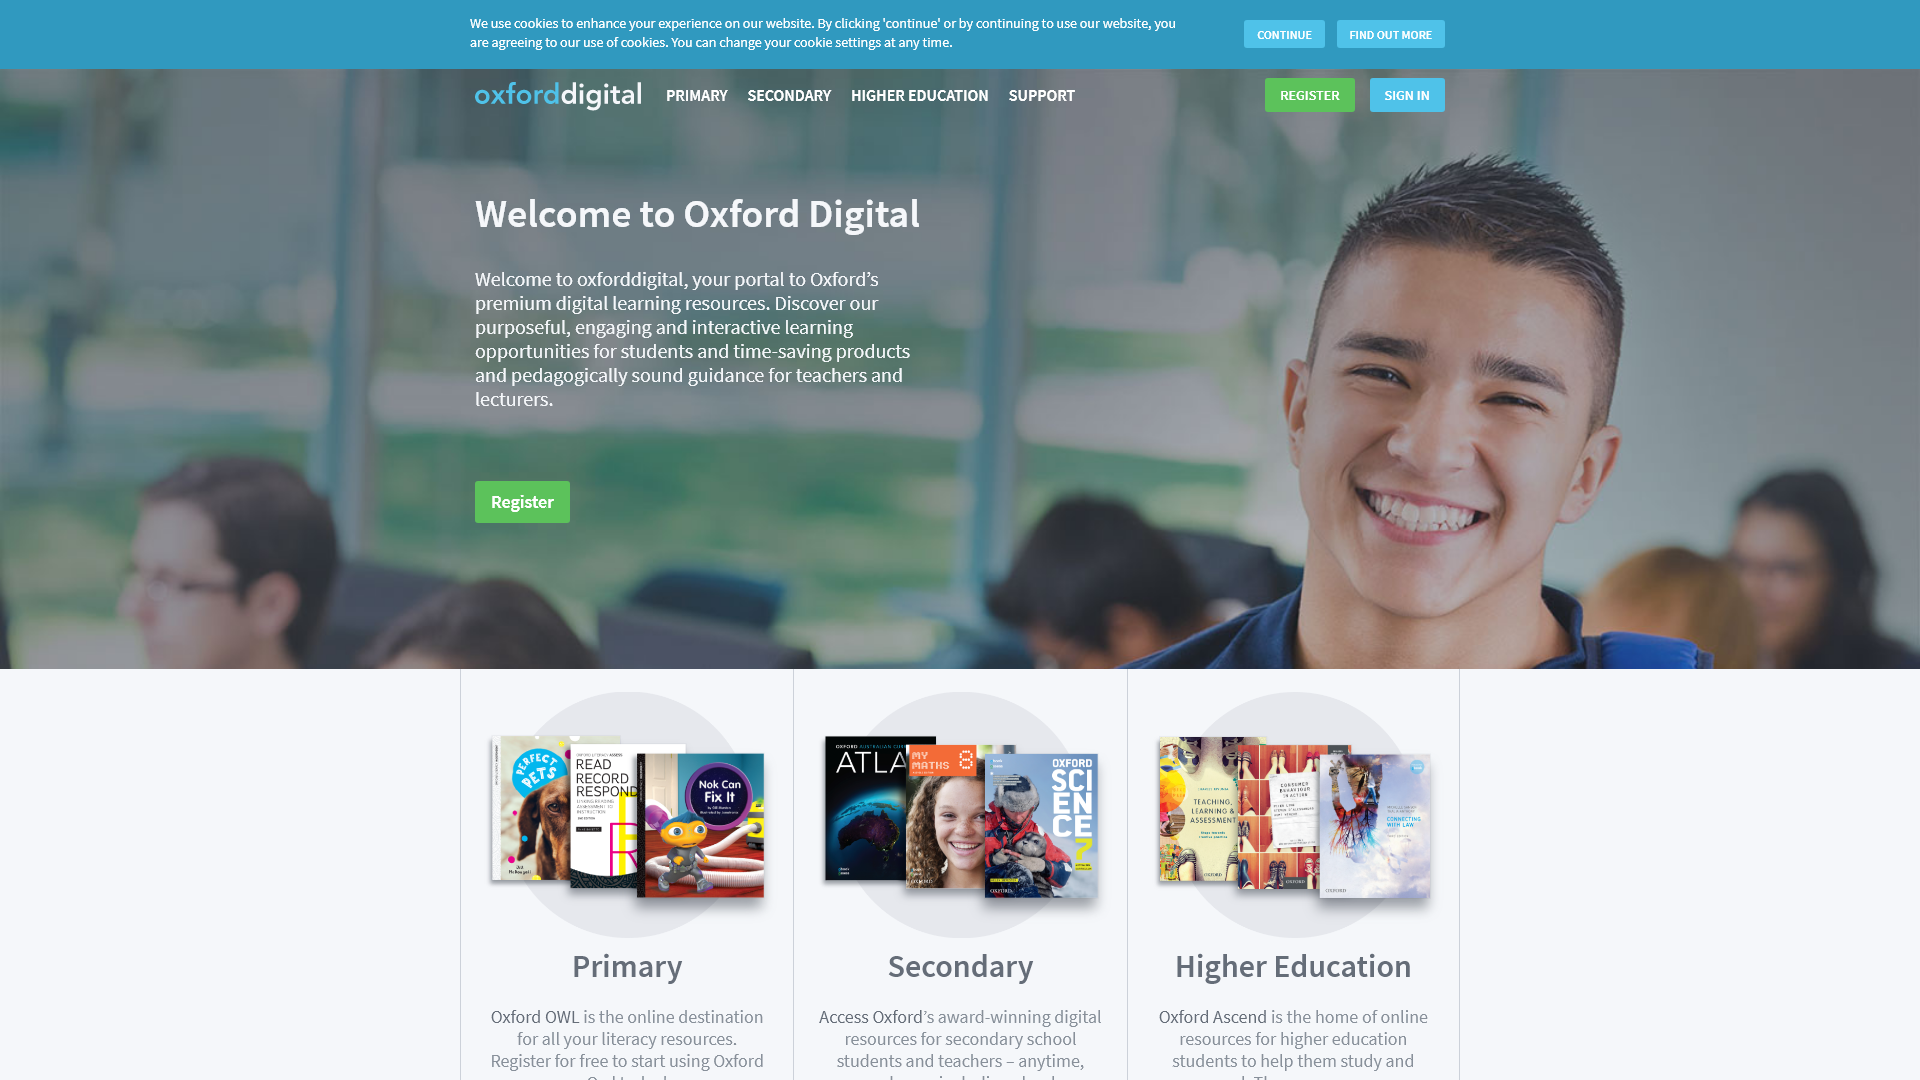 We use cookies to enhance your experience on our website. By clicking 'continue' or by continuing to use our website, you
are agreeing to our use of cookies. You can change your cookie settings at any time.
CONTINUE
FIND OUT MORE
oxforddigital
PRIMARY
SECONDARY
HIGHER EDUCATION
SUPPORT
REGISTER
SIGN IN
Welcome to Oxford Digital
Welcome to oxforddigital, your portal to Oxford’s
premium digital learning resources. Discover our
purposeful, engaging and interactive learning
opportunities for students and time-saving products
and pedagogically sound guidance for teachers and
lecturers.
Register
PERFECT
PETS
READ
RECORD
RESPOND
Nok Can
Fix It
ATLA
MY
MATHS 8
OXFORD
SCI
EN
CE
7
OXFORD
TEACHING,
LEARNING &
ASSESSMENT
OXFORD
CONSUMER
BEHAVIOUR
IN ACTION
OXFORD
CONNECTING
WITH LAW
OXFORD
Primary
Oxford OWL is the online destination
for all your literacy resources.
Register for free to start using Oxford
Secondary
Access Oxford’s award-winning digital
resources for secondary school
students and teachers – anytime,
Higher Education
Oxford Ascend is the home of online
resources for higher education
students to help them study and